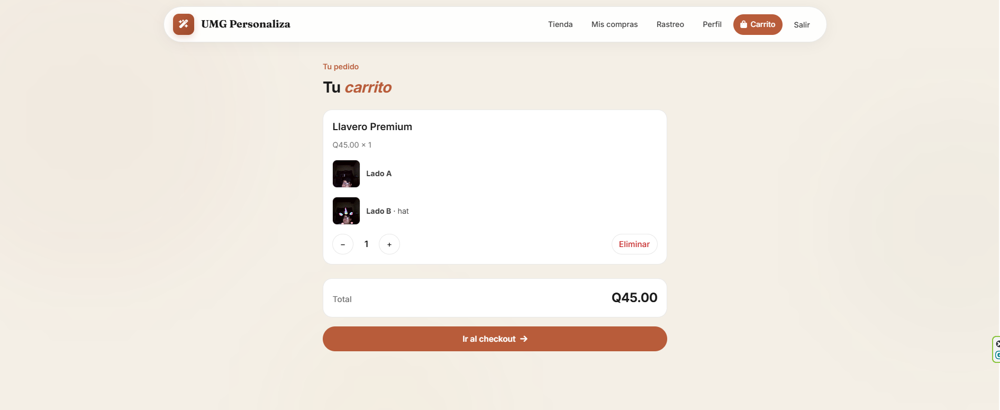 UMG Personaliza
Tienda
Mis compras
Rastreo
Perfil
Carrito
Salir
Tu pedido
Tu carrito
Llavero Premium
Q45.00 × 1
Lado A
Lado B · hat
− 1 +
Eliminar
Total
Q45.00
Ir al checkout →